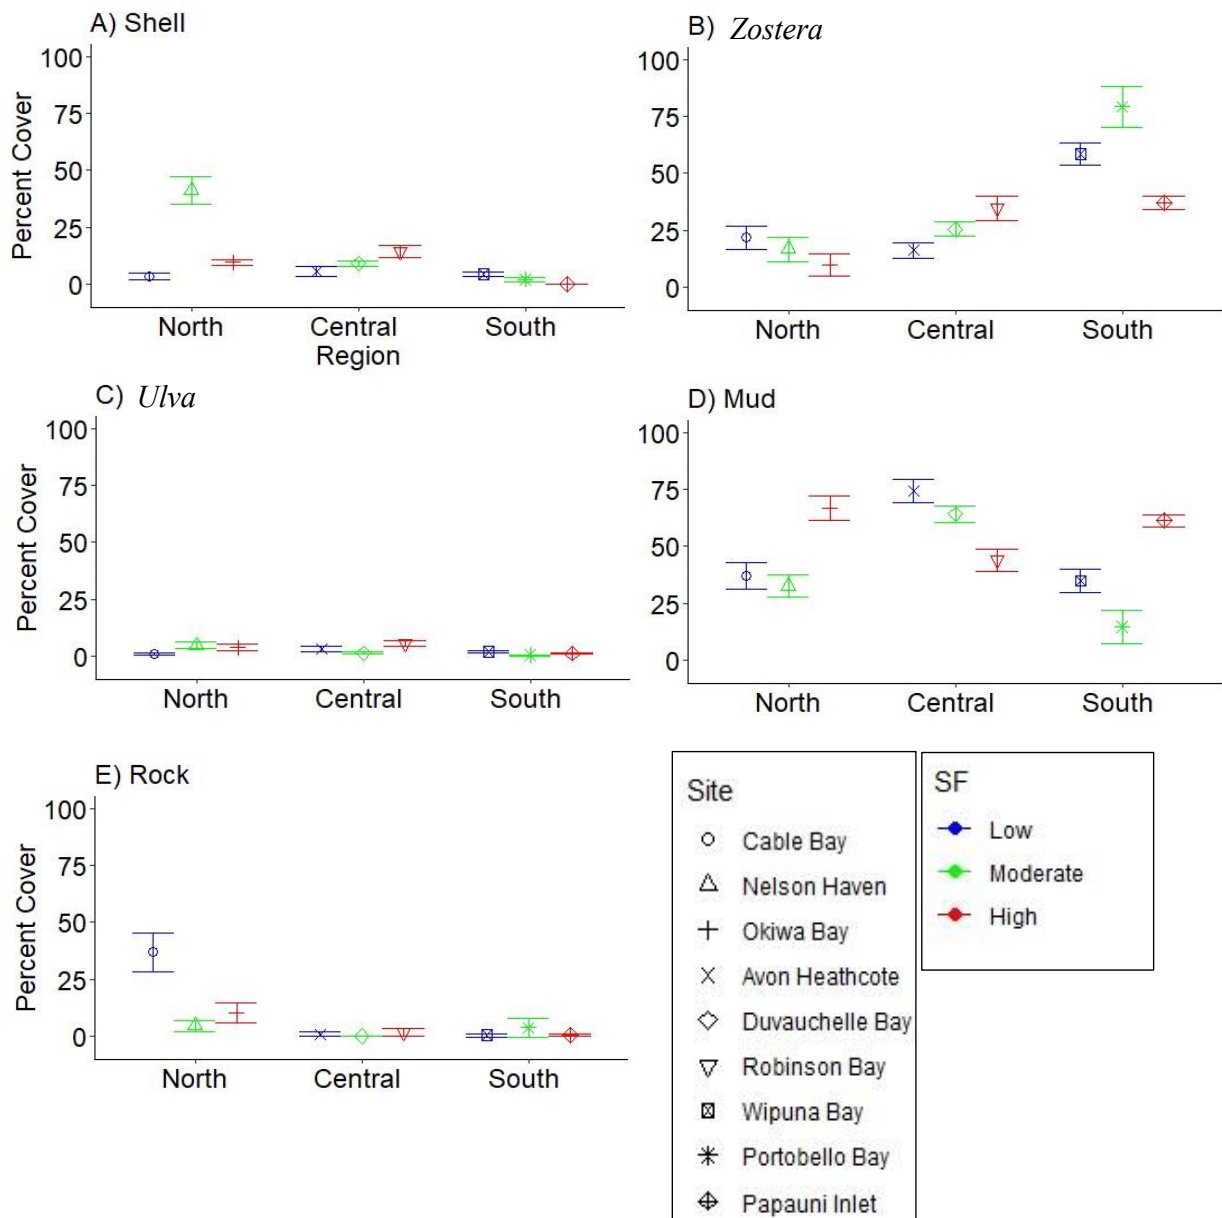 A) Shell
100
75
50
25
0
Percent Cover
North Central South
Region
B) Zostera
100
75
50
25
0
North Central South
C) Ulva
100
75
50
25
0
Percent Cover
North Central South
D) Mud
100
75
50
25
0
North Central South
E) Rock
100
75
50
25
0
Percent Cover
North Central South
Site
Cable Bay
Nelson Haven
Okiwa Bay
Avon Heathcote
Duvauchelle Bay
Robinson Bay
Wipuna Bay
Portobello Bay
Papauni Inlet
SF
Low
Moderate
High